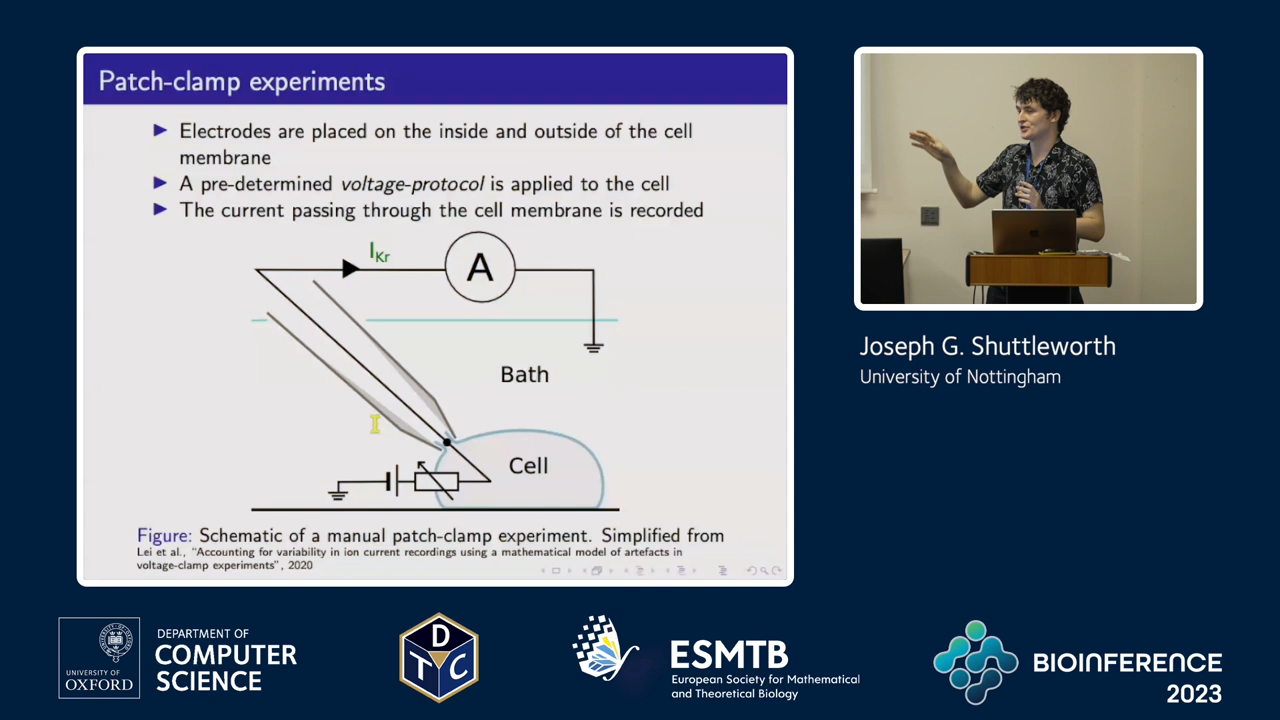 Patch-clamp experiments
Electrodes are placed on the inside and outside of the cell
membrane
A pre-determined voltage-protocol is applied to the cell
The current passing through the cell membrane is recorded
IKr
A
Bath
Cell
Figure: Schematic of a manual patch-clamp experiment. Simplified from
Lei et al., "Accounting for variability in ion current recordings using a mathematical model of artefacts in
voltage-clamp experiments", 2020
Joseph G. Shuttleworth
University of Nottingham
UNIVERSITY OF
OXFORD
DEPARTMENT OF
COMPUTER
SCIENCE
D
T
C
ESMTB
European Society for Mathematical
and Theoretical Biology
BIOINFERENCE
2023